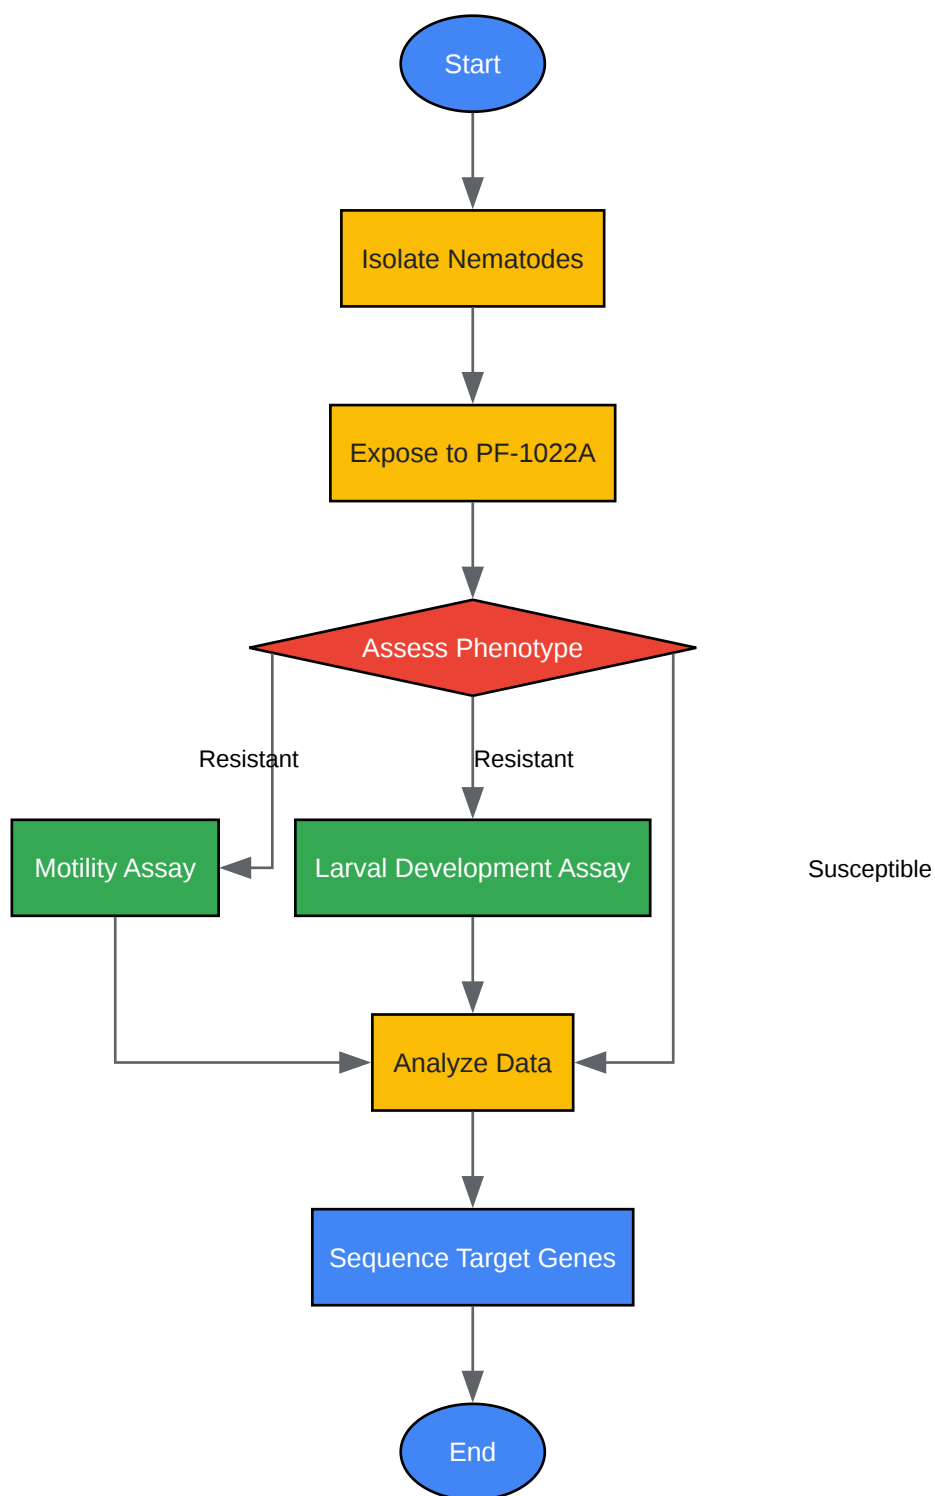 Start
Isolate Nematodes
Expose to PF-1022A
Assess Phenotype
Resistant
Resistant
Motility Assay
Larval Development Assay
Susceptible
Analyze Data
Sequence Target Genes
End